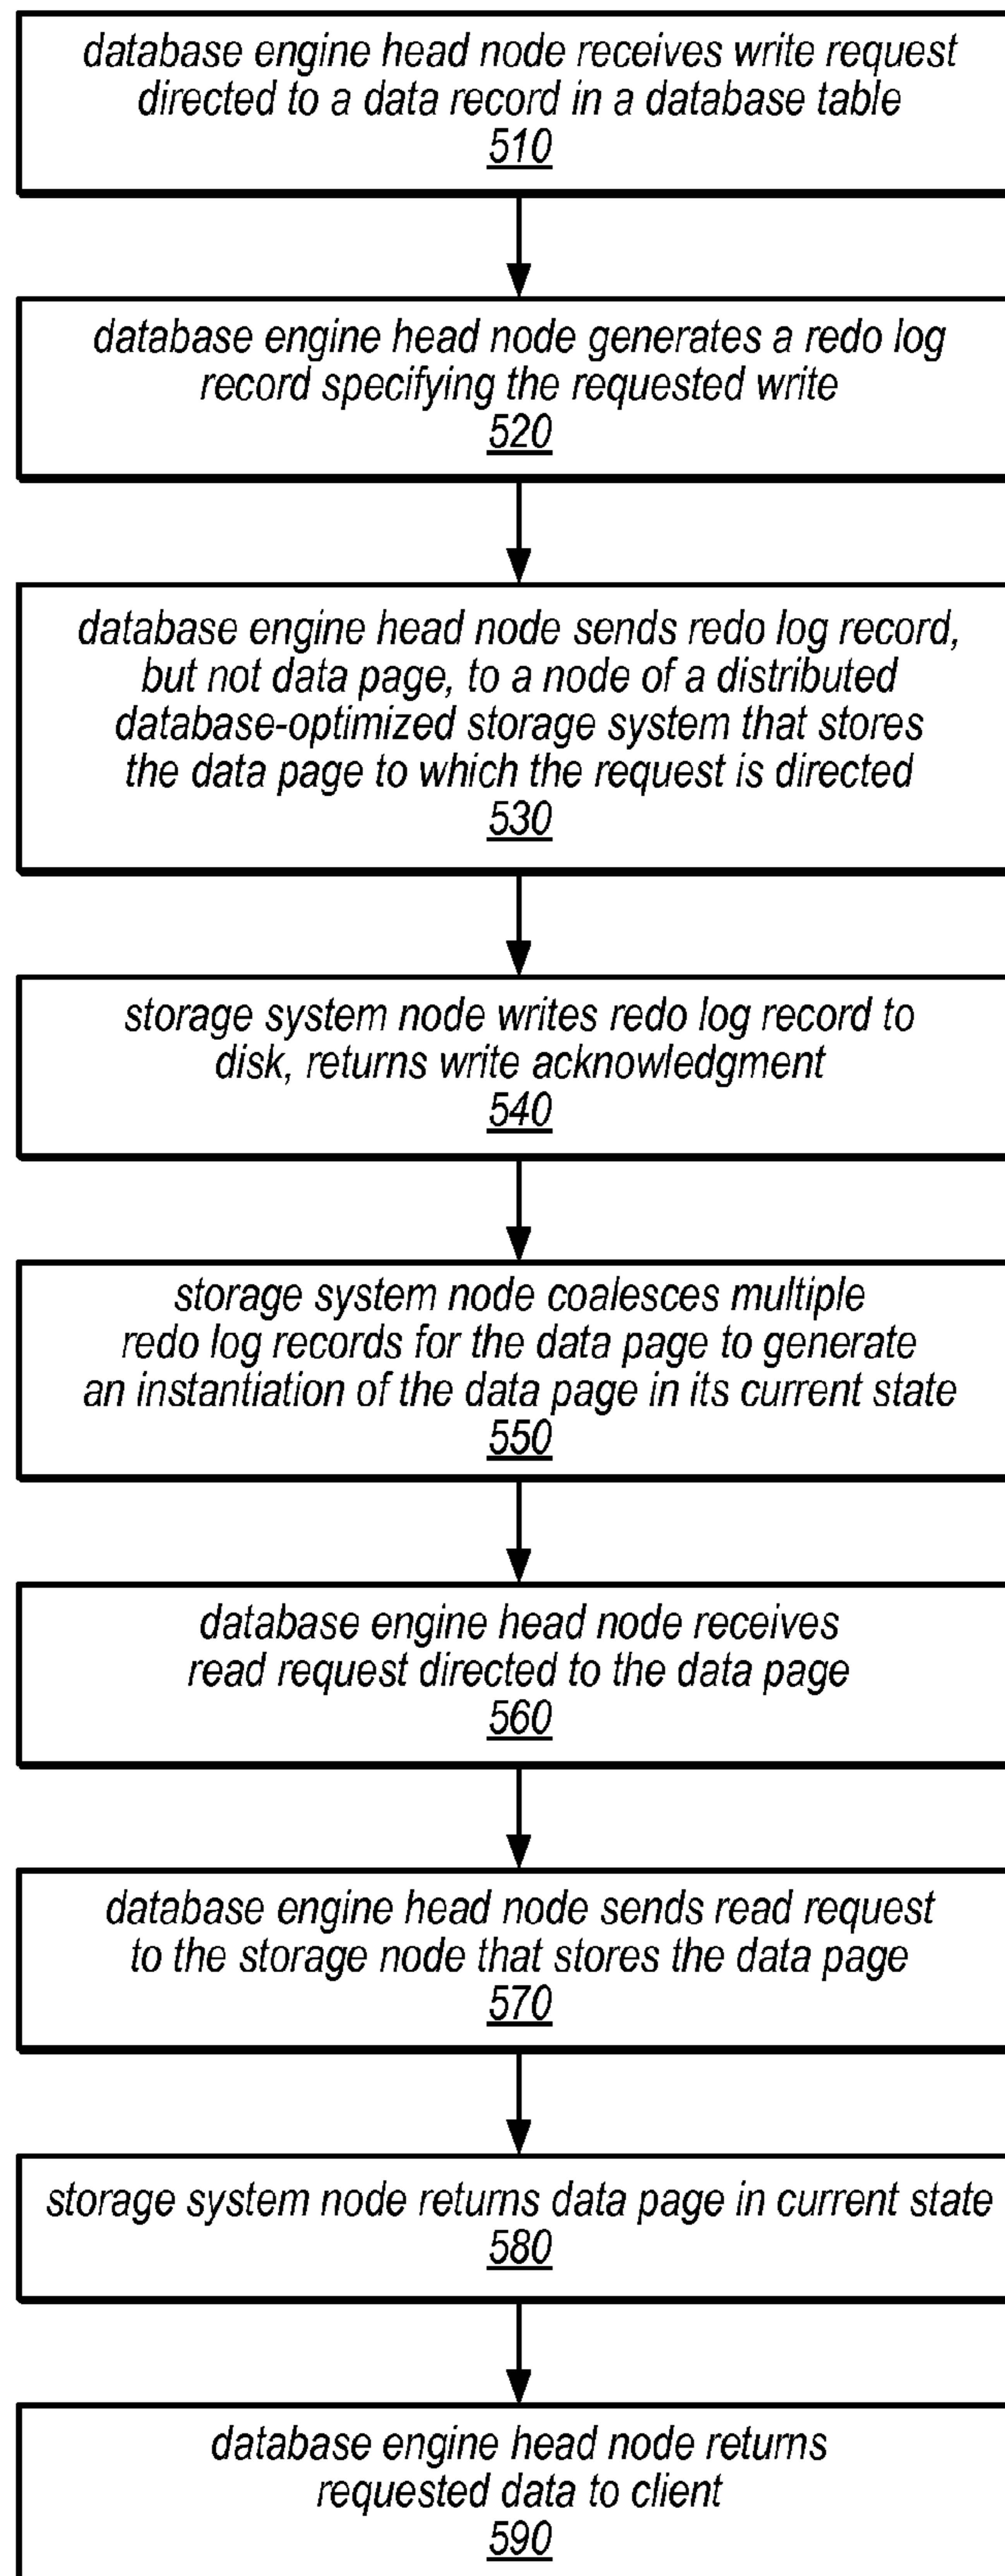 database engine head node receives write request
directed to a data record in a database table
510
database engine head node generates a redo log
record specifying the requested write
520
database engine head node sends redo log record,
but not data page, to a node of a distributed
database-optimized storage system that stores
the data page to which the request is directed
530
storage system node writes redo log record to
disk, returns write acknowledgment
540
storage system node coalesces multiple
redo log records for the data page to generate
an instantiation of the data page in its current state
550
database engine head node receives
read request directed to the data page
560
database engine head node sends read request
to the storage node that stores the data page
570
storage system node returns data page in current state
580
database engine head node returns
requested data to client
590